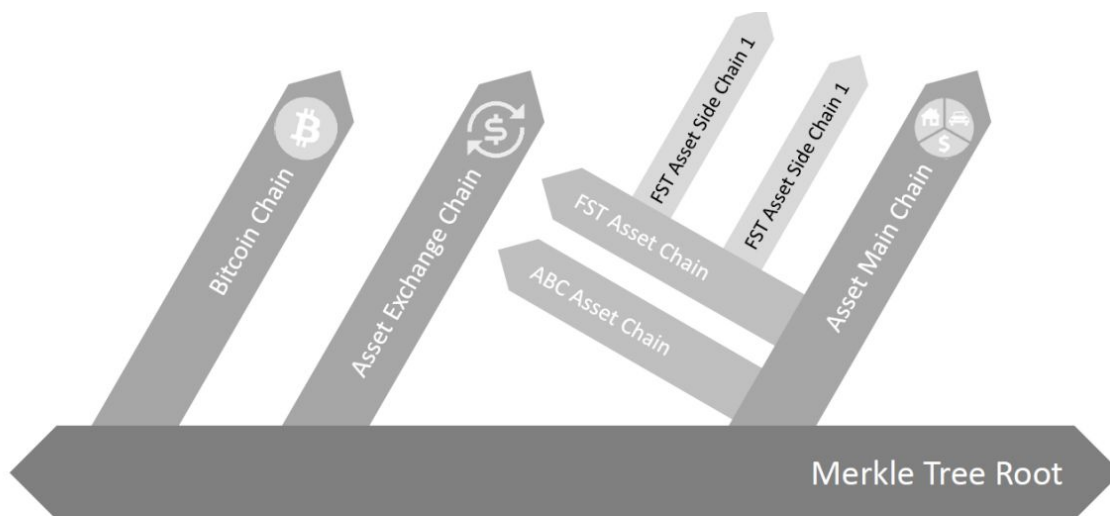 Bitcoin Chain
Asset Exchange Chain
FST Asset Side Chain 1
FST Asset Side Chain 1
FST Asset Chain
ABC Asset Chain
Asset Main Chain
Merkle Tree Root